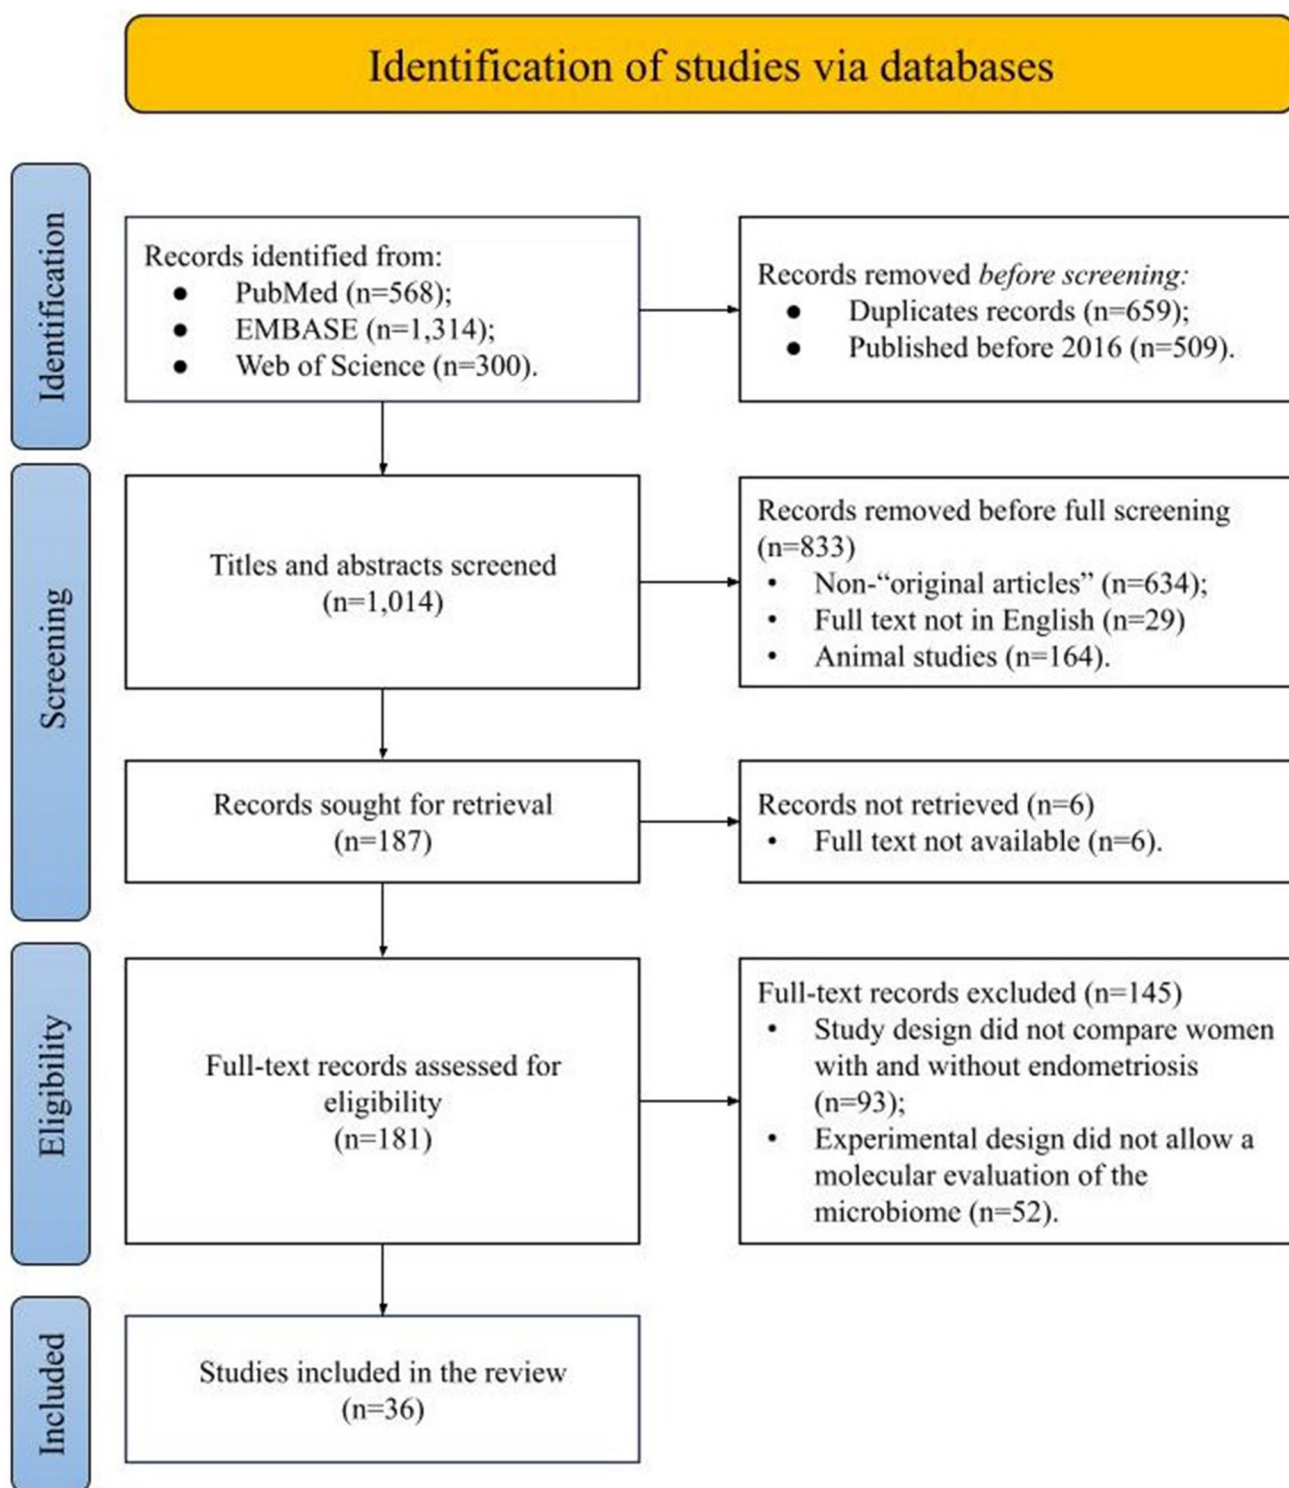 Identification of studies via databases
Identification
Records identified from:
● PubMed (n=568);
● EMBASE (n=1,314);
● Web of Science (n=300).
Records removed before screening:
● Duplicates records (n=659);
● Published before 2016 (n=509).
Screening
Titles and abstracts screened
(n=1,014)
Records removed before full screening
(n=833)
• Non-“original articles” (n=634);
• Full text not in English (n=29)
• Animal studies (n=164).
Records sought for retrieval
(n=187)
Records not retrieved (n=6)
• Full text not available (n=6).
Eligibility
Full-text records assessed for
eligibility
(n=181)
Full-text records excluded (n=145)
• Study design did not compare women
with and without endometriosis
(n=93);
• Experimental design did not allow a
molecular evaluation of the
microbiome (n=52).
Included
Studies included in the review
(n=36)